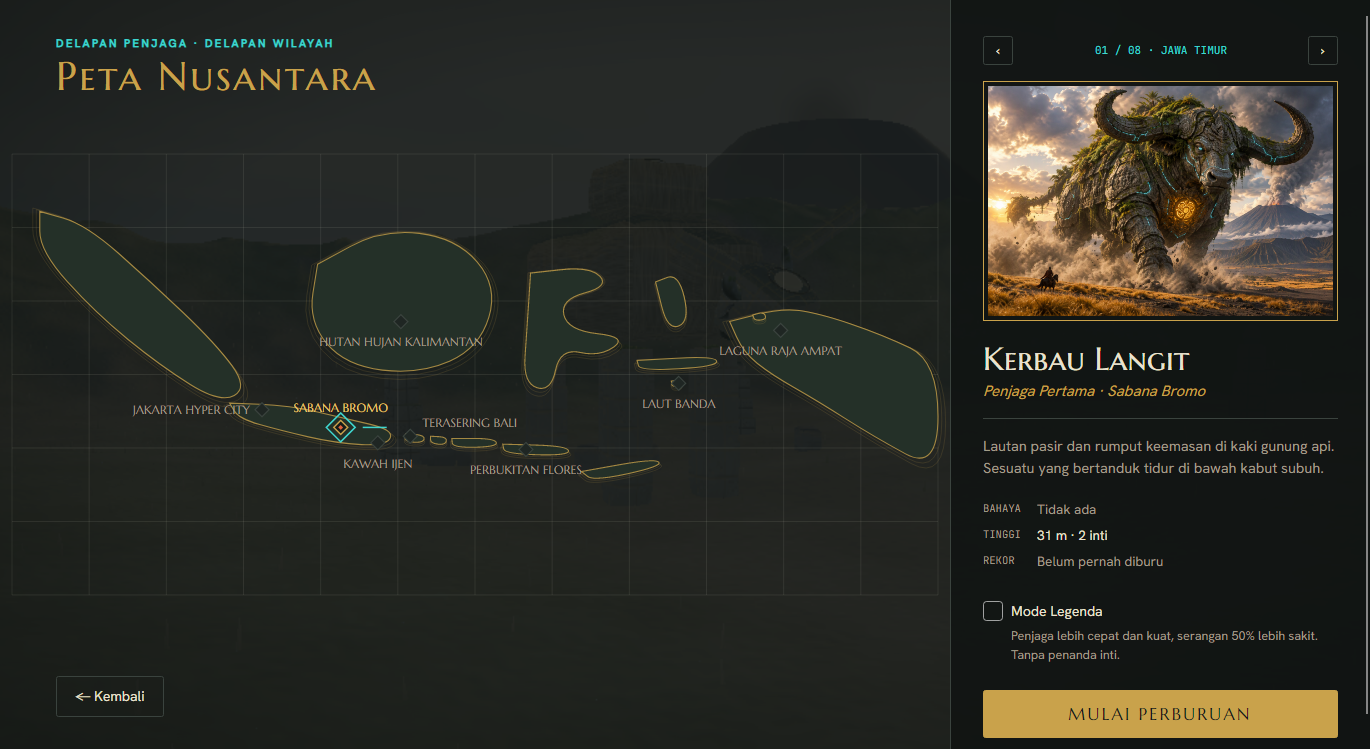 DELAPAN PENJAGA · DELAPAN WILAYAH
PETA NUSANTARA
HUTAN HUJAN KALIMANTAN
LAGUNA RAJA AMPAT
LAUT BANDA
JAKARTA HYPER CITY
SABANA BROMO
TERASERING BALI
KAWAH IJEN
PERBUKITAN FLORES
← Kembali
‹
01 / 08 · JAWA TIMUR
›
KERBAU LANGIT
Penjaga Pertama · Sabana Bromo
Lautan pasir dan rumput keemasan di kaki gunung api.
Sesuatu yang bertanduk tidur di bawah kabut subuh.
BAHAYA Tidak ada
TINGGI 31 m · 2 inti
REKOR Belum pernah diburu
Mode Legenda
Penjaga lebih cepat dan kuat, serangan 50% lebih sakit.
Tanpa penanda inti.
MULAI PERBURUAN